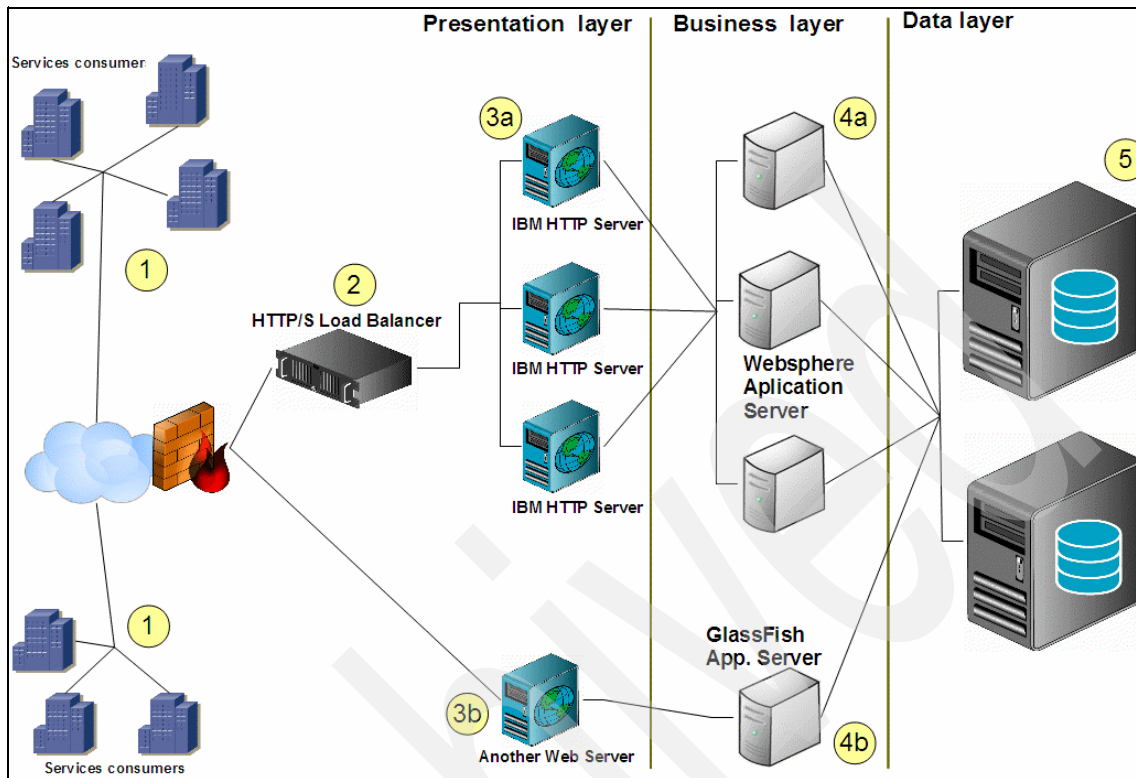 Presentation layer
Business layer
Data layer
Services consumer
3a
4a
5
IBM HTTP Server
1
2
HTTP/S Load Balancer
IBM HTTP Server
Websphere
Aplication
Server
IBM HTTP Server
1
GlassFish
App. Server
3b
4b
Another Web Server
Services consumers